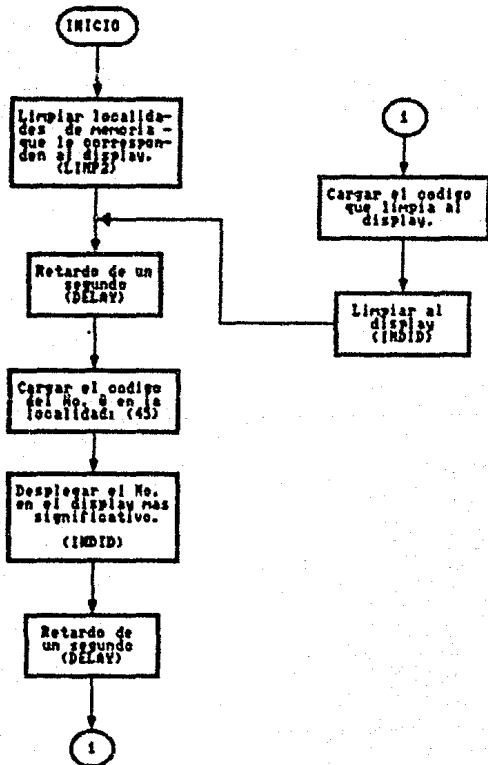 INICIO
Limpiar localida-
des de memoria -
que le correspon-
den al display.
(LIMP2)
Retardo de un
segundo
(DELAY)
Cargar el codigo
del No. 0 en la
localidad: (45)
Desplegar el No.
en el display mas
significativo.
(INDID)
Retardo de
un segundo
(DELAY)
1
1
Cargar el codigo
que limpia al
display.
Limpiar al
display
(INDID)